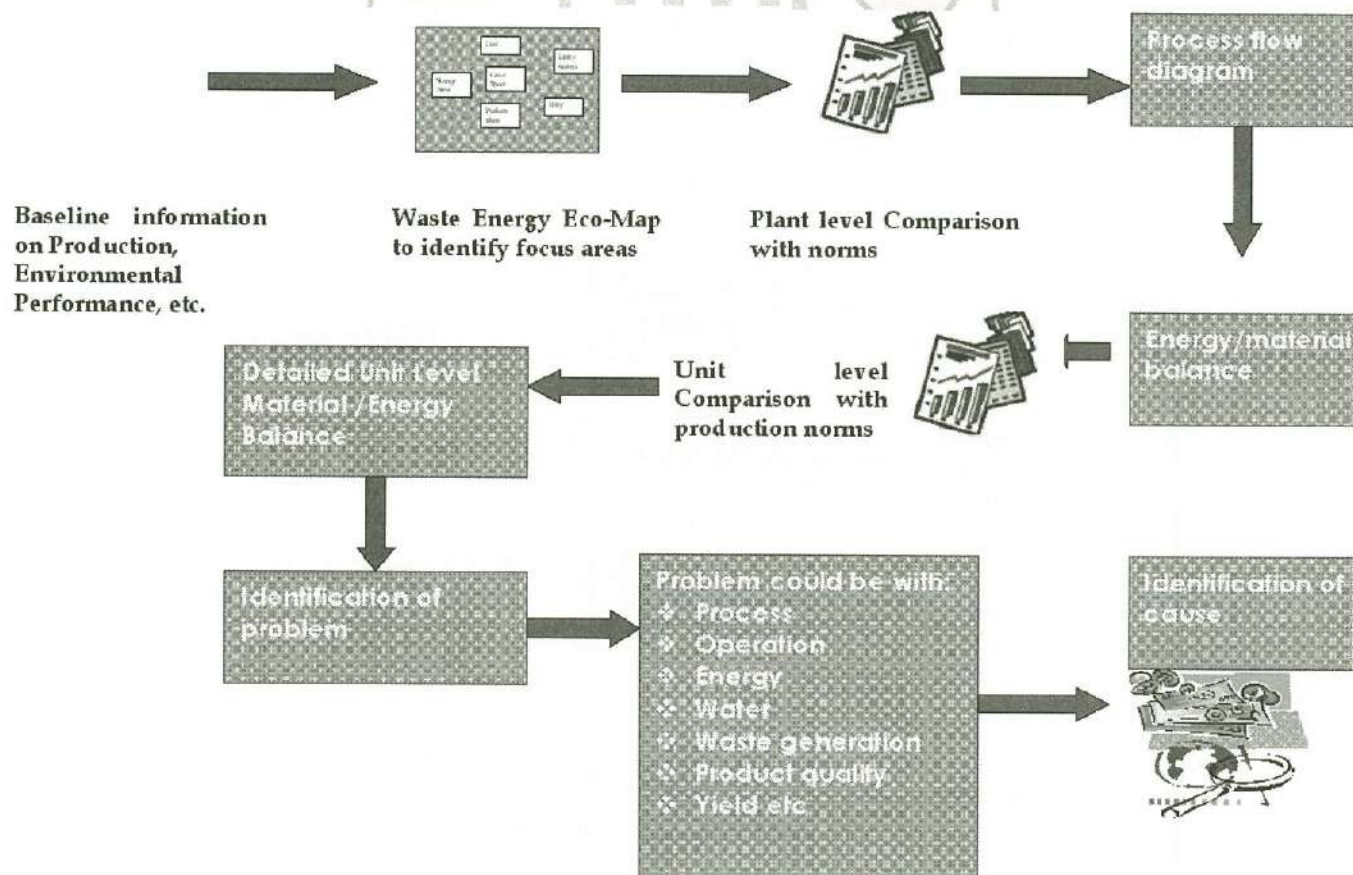 Process flow
diagram
Baseline information
on Production,
Environmental
Performance, etc.
Waste Energy Eco-Map
to identify focus areas
Plant level Comparison
with norms
Energy/material
balance
Unit level
Comparison with
production norms
Detailed Unit Level
Material /Energy
Balance
Identification of
problem
Problem could be with:
❖ Process
❖ Operation
❖ Energy
❖ Water
❖ Waste generation
❖ Product quality
❖ Yield etc
Identification of
cause